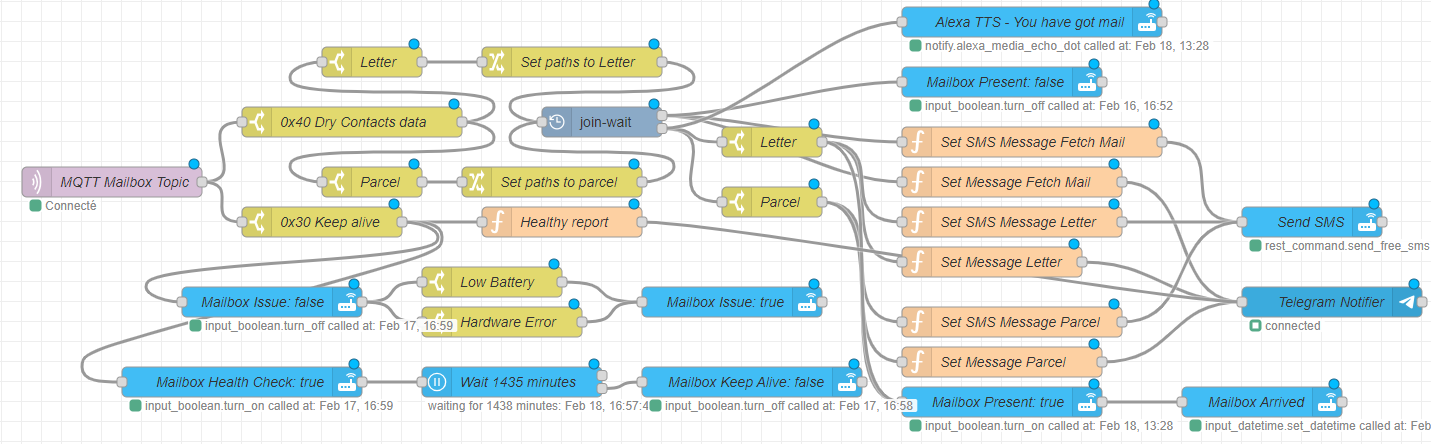 Alexa TTS - You have got mail
notify.alexa_media_echo_dot called at: Feb 18, 13:28
Letter
Set paths to Letter
Mailbox Present: false
input_boolean.turn_off called at: Feb 16, 16:52
0x40 Dry Contacts data
join-wait
Letter
Set SMS Message Fetch Mail
MQTT Mailbox Topic
Connecté
Parcel
Set paths to parcel
Set Message Fetch Mail
Parcel
0x30 Keep alive
Healthy report
Set SMS Message Letter
Send SMS
rest_command.send_free_sms
Set Message Letter
Low Battery
Mailbox Issue: false
input_boolean.turn_off called at: Feb 17, 16:59
Mailbox Issue: true
Telegram Notifier
connected
Hardware Error
Set SMS Message Parcel
Set Message Parcel
Mailbox Health Check: true
input_boolean.turn_on called at: Feb 17, 16:59
Wait 1435 minutes
waiting for 1438 minutes: Feb 18, 16:57:4
Mailbox Keep Alive: false
input_boolean.turn_off called at: Feb 17, 16:58
Mailbox Present: true
input_boolean.turn_on called at: Feb 18, 13:28
Mailbox Arrived
input_datetime.set_datetime called at: Feb